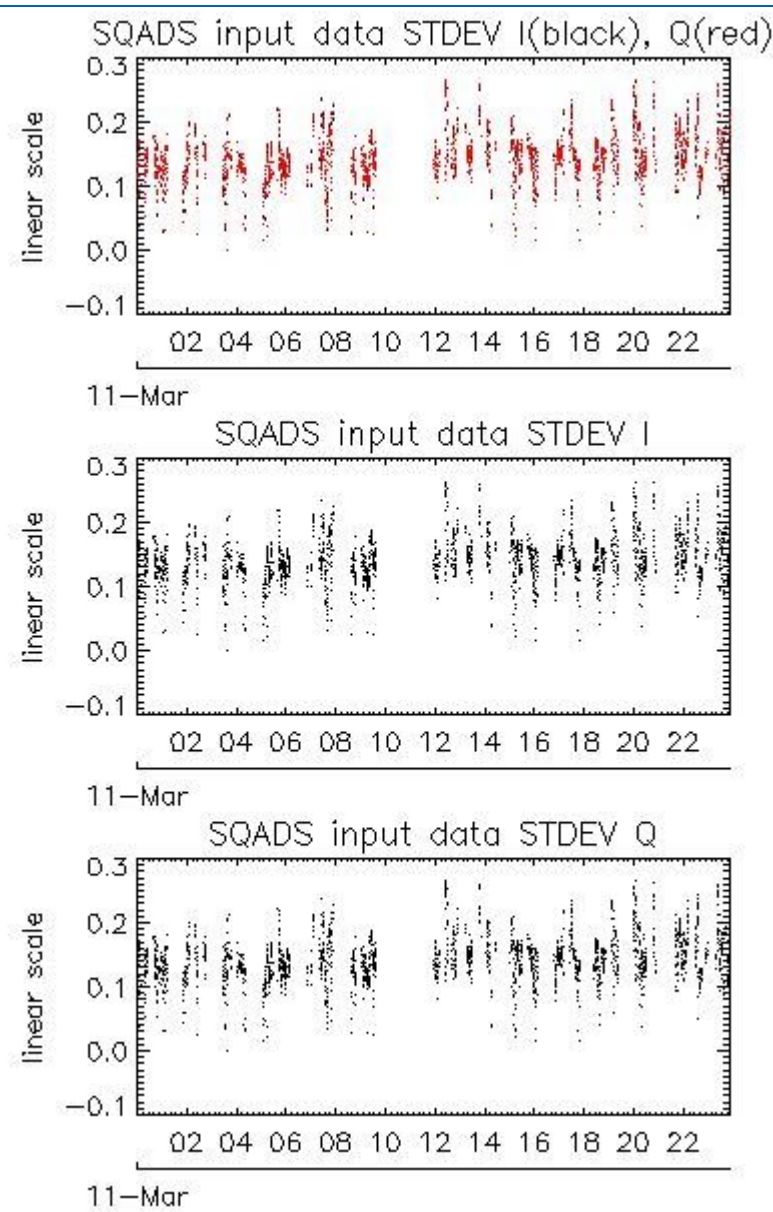 SQADS input data STDEV I(black), Q(red)
0.3
0.2
0.1
0.0
−0.1
linear scale
02 04 06 08 10 12 14 16 18 20 22
11−Mar
SQADS input data STDEV I
0.3
0.2
0.1
0.0
−0.1
linear scale
02 04 06 08 10 12 14 16 18 20 22
11−Mar
SQADS input data STDEV Q
0.3
0.2
0.1
0.0
−0.1
linear scale
02 04 06 08 10 12 14 16 18 20 22
11−Mar